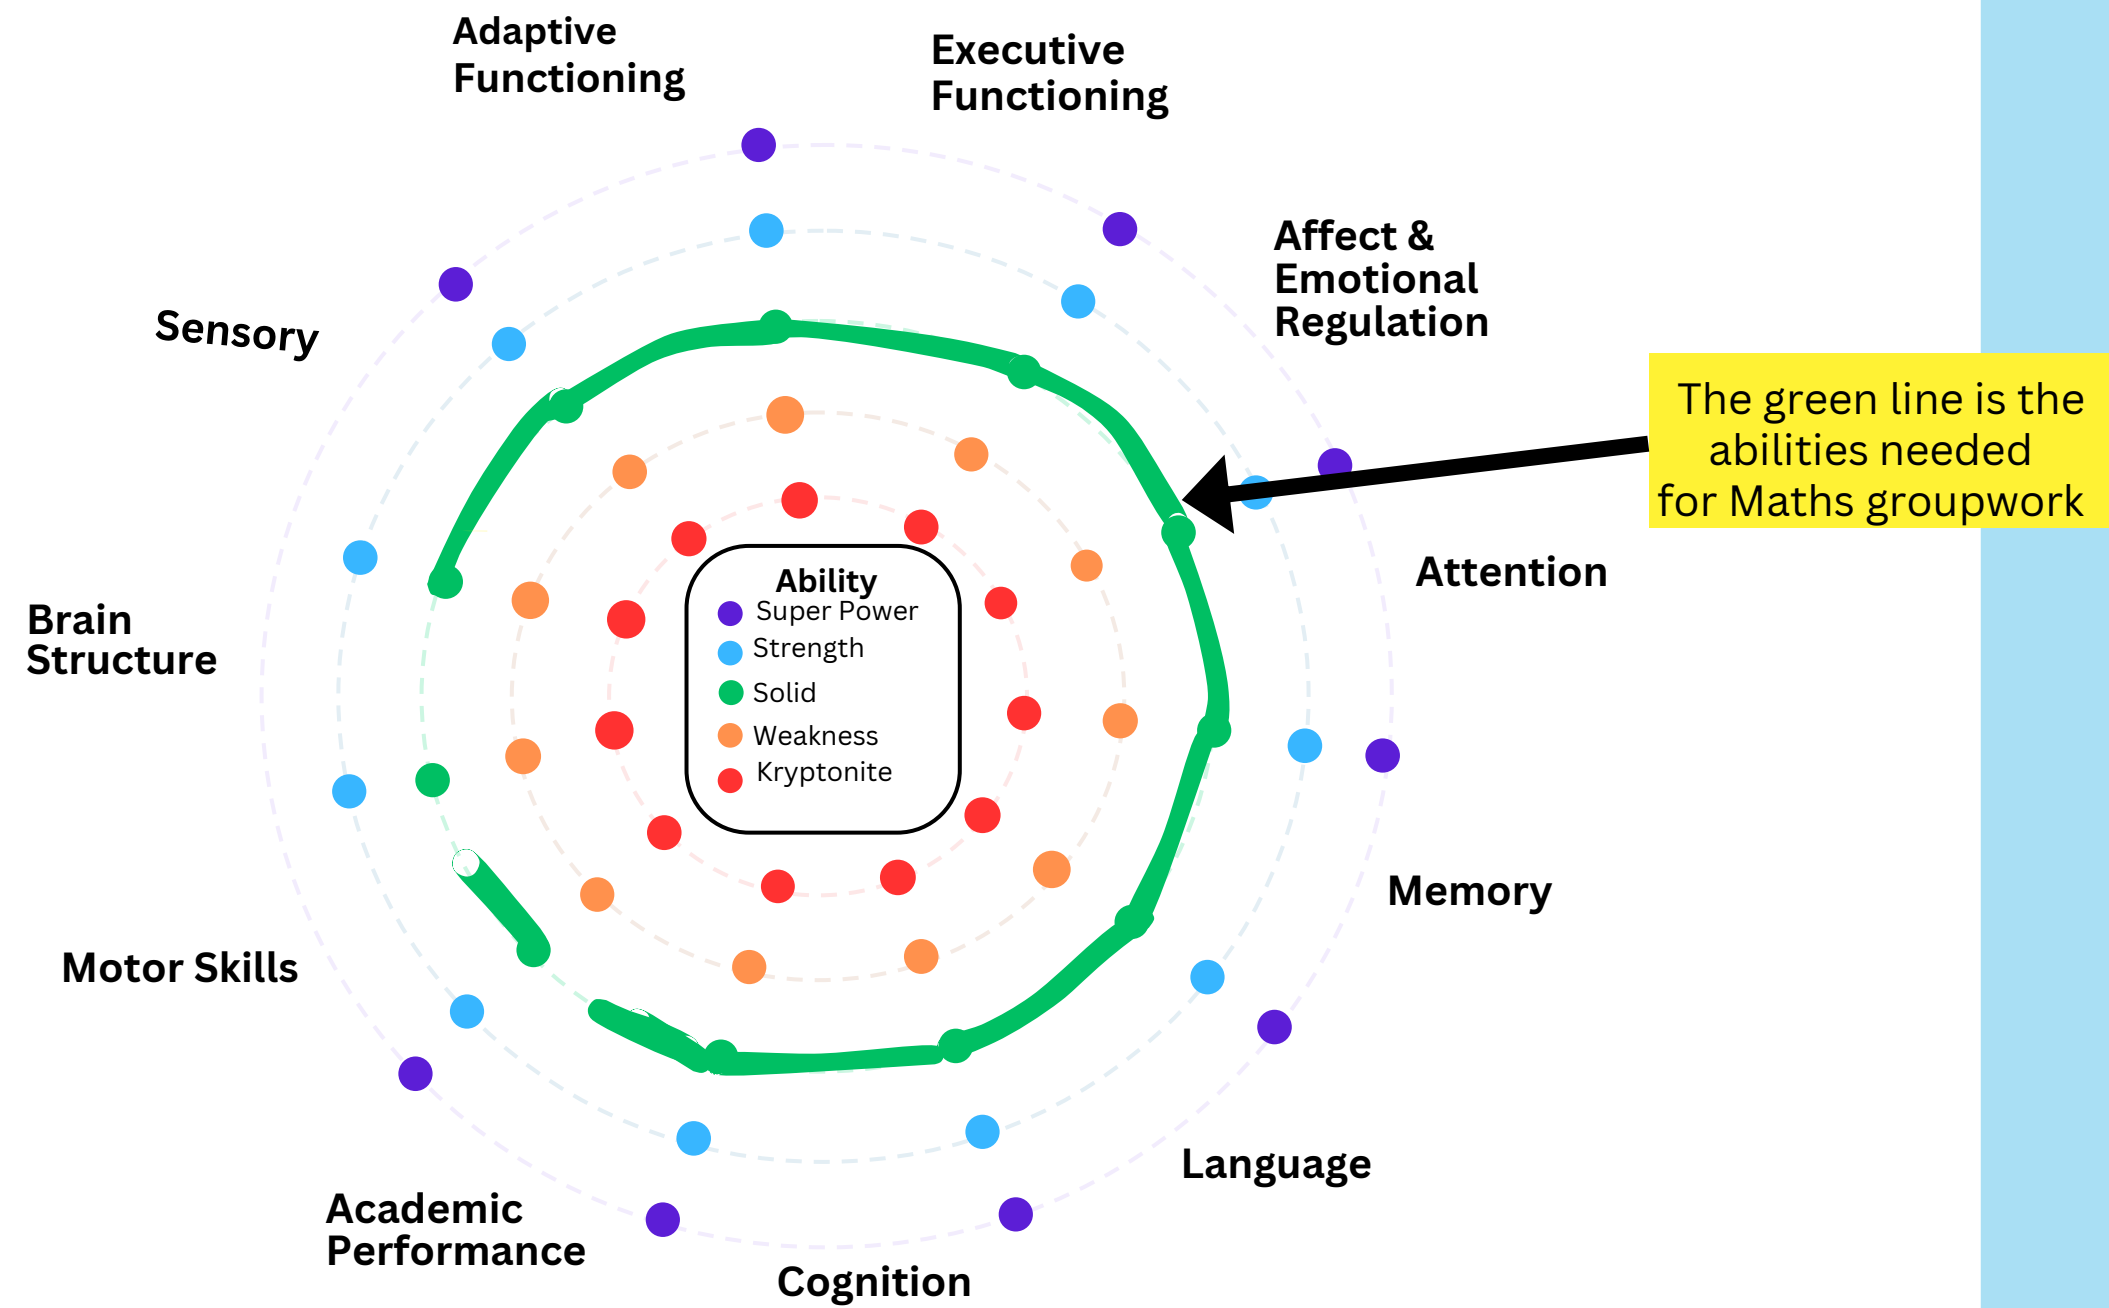 Adaptive
Functioning
Executive
Functioning
Affect &
Emotional
Regulation
Sensory
The green line is the
abilities needed
for Maths groupwork
Attention
Brain
Structure
Ability
Super Power
Strength
Solid
Weakness
Kryptonite
Memory
Motor Skills
Language
Academic
Performance
Cognition